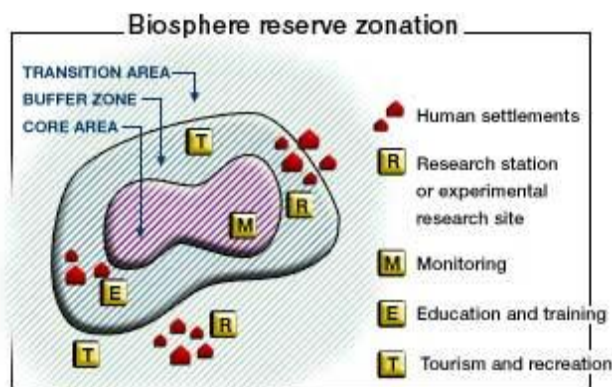 Biosphere reserve zonation
TRANSITION AREA
BUFFER ZONE
CORE AREA
T
R
M
E
R
T
Human settlements
R Research station
or experimental
research site
M Monitoring
E Education and training
T Tourism and recreation